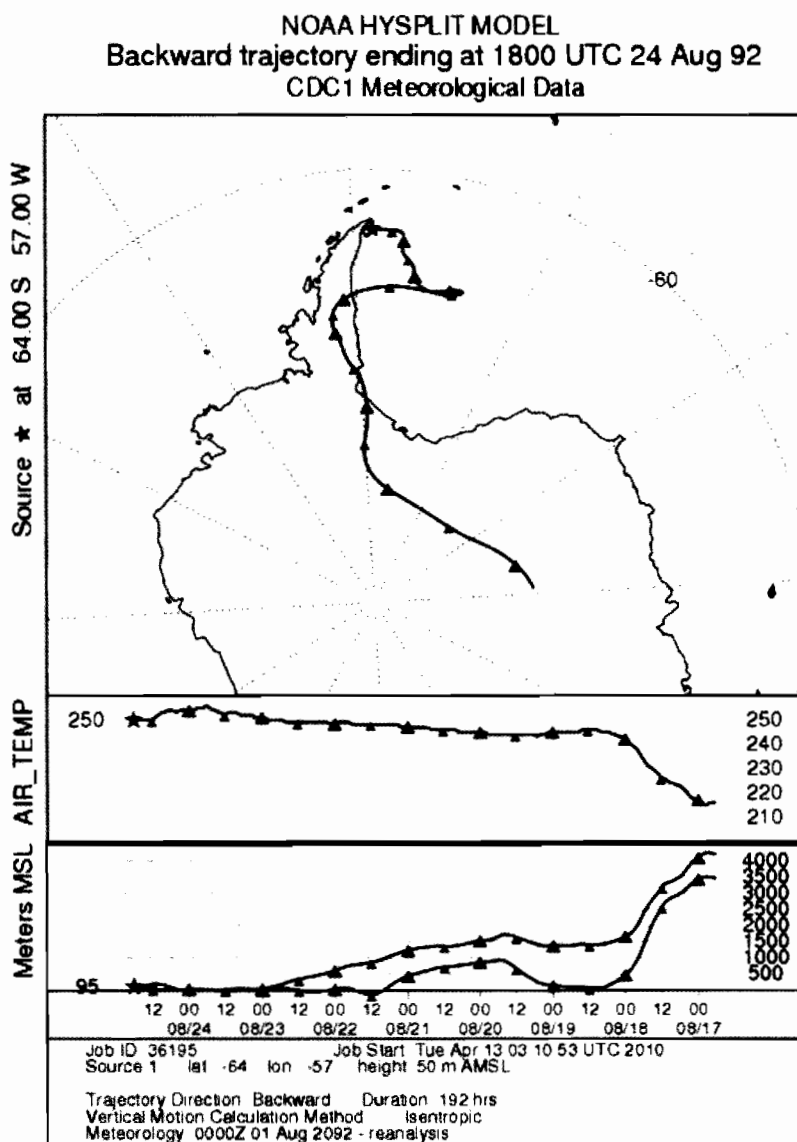 NOAA HYSPLIT MODEL
Backward trajectory ending at 1800 UTC 24 Aug 92
CDC1 Meteorological Data
Source ★ at 64.00 S 57.00 W
-60
AIR_TEMP
250
250
240
230
220
210
Meters MSL
95
4000
3500
3000
2500
2000
1500
1000
500
12 00 12 00 12 00 12 00 12 00 12 00 12 00 12 00
08/24 08/23 08/22 08/21 08/20 08/19 08/18 08/17
Job ID 36195 Job Start Tue Apr 13 03 10 53 UTC 2010
Source 1 lat -64 lon -57 height 50 m AMSL
Trajectory Direction Backward Duration 192 hrs
Vertical Motion Calculation Method Isentropic
Meteorology 0000Z 01 Aug 2092 - reanalysis